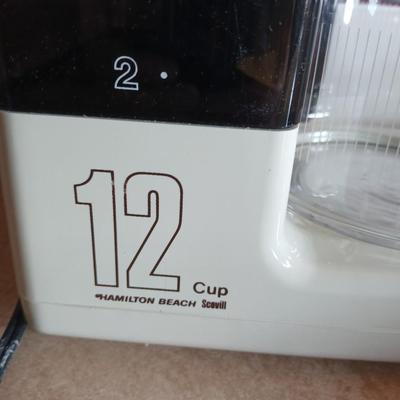 2 •
12 Cup
HAMILTON BEACH Scovill